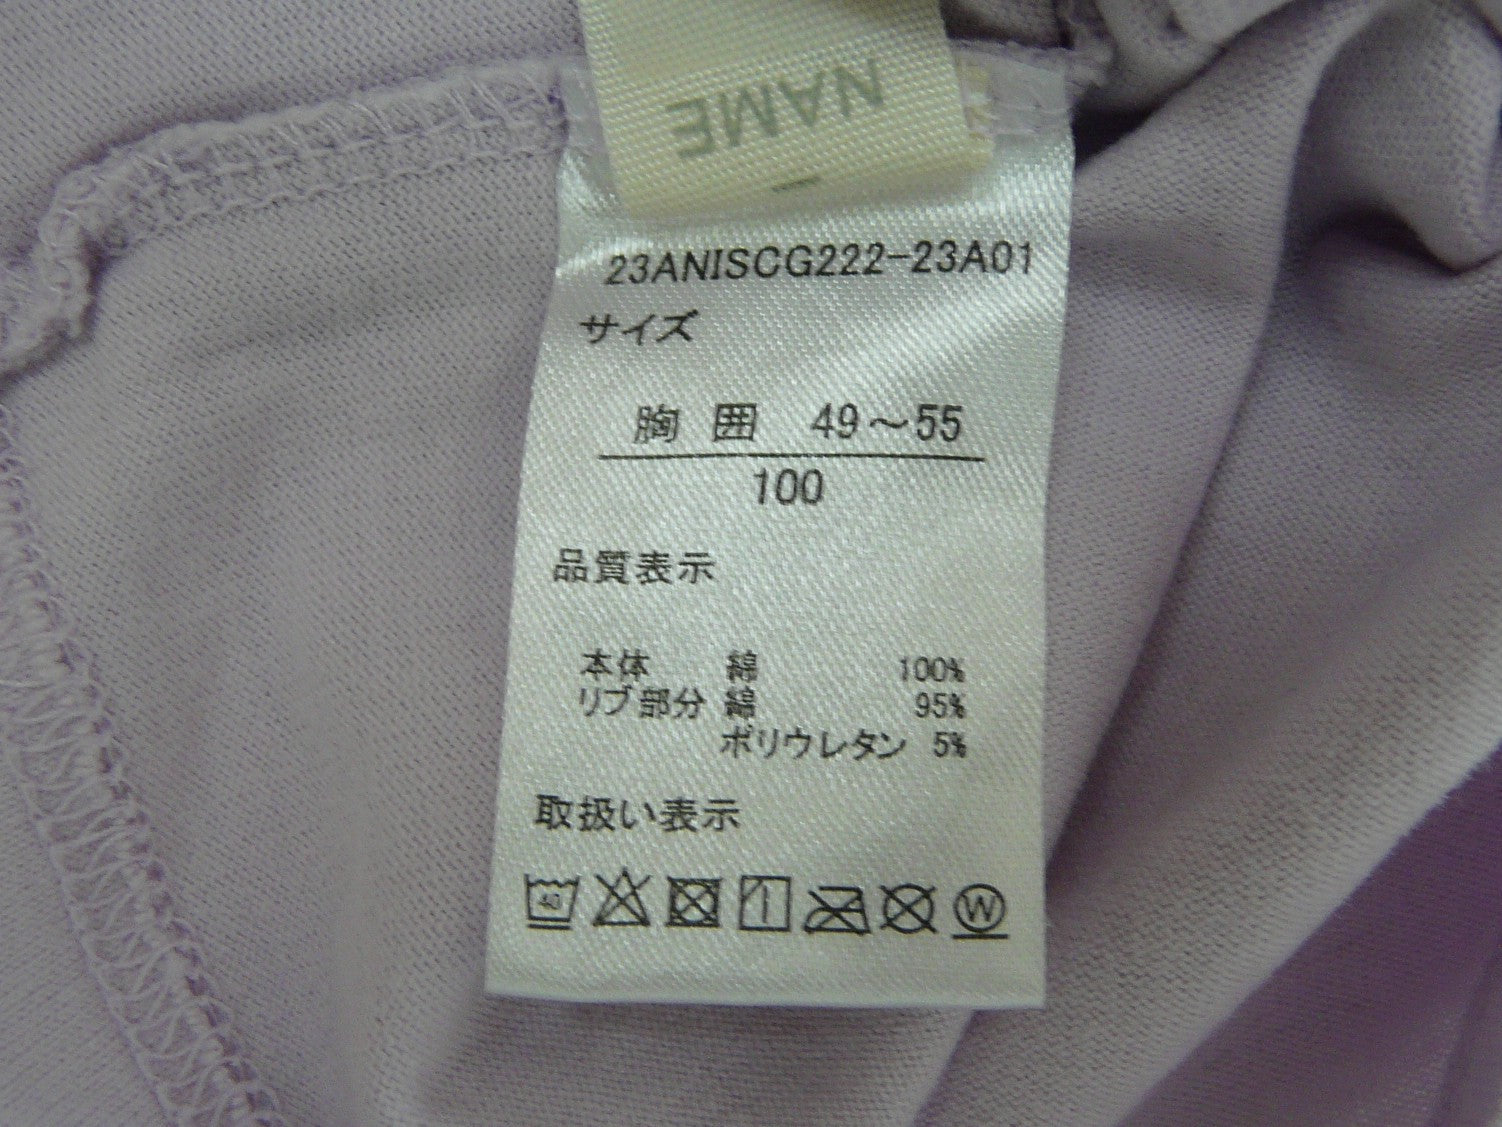 NAME
23ANISCG222-23A01
サイズ
胸 囲 49～55
100
品質表示
本体 綿 100%
リブ部分 綿 95%
ポリウレタン 5%
取扱い表示
40
W